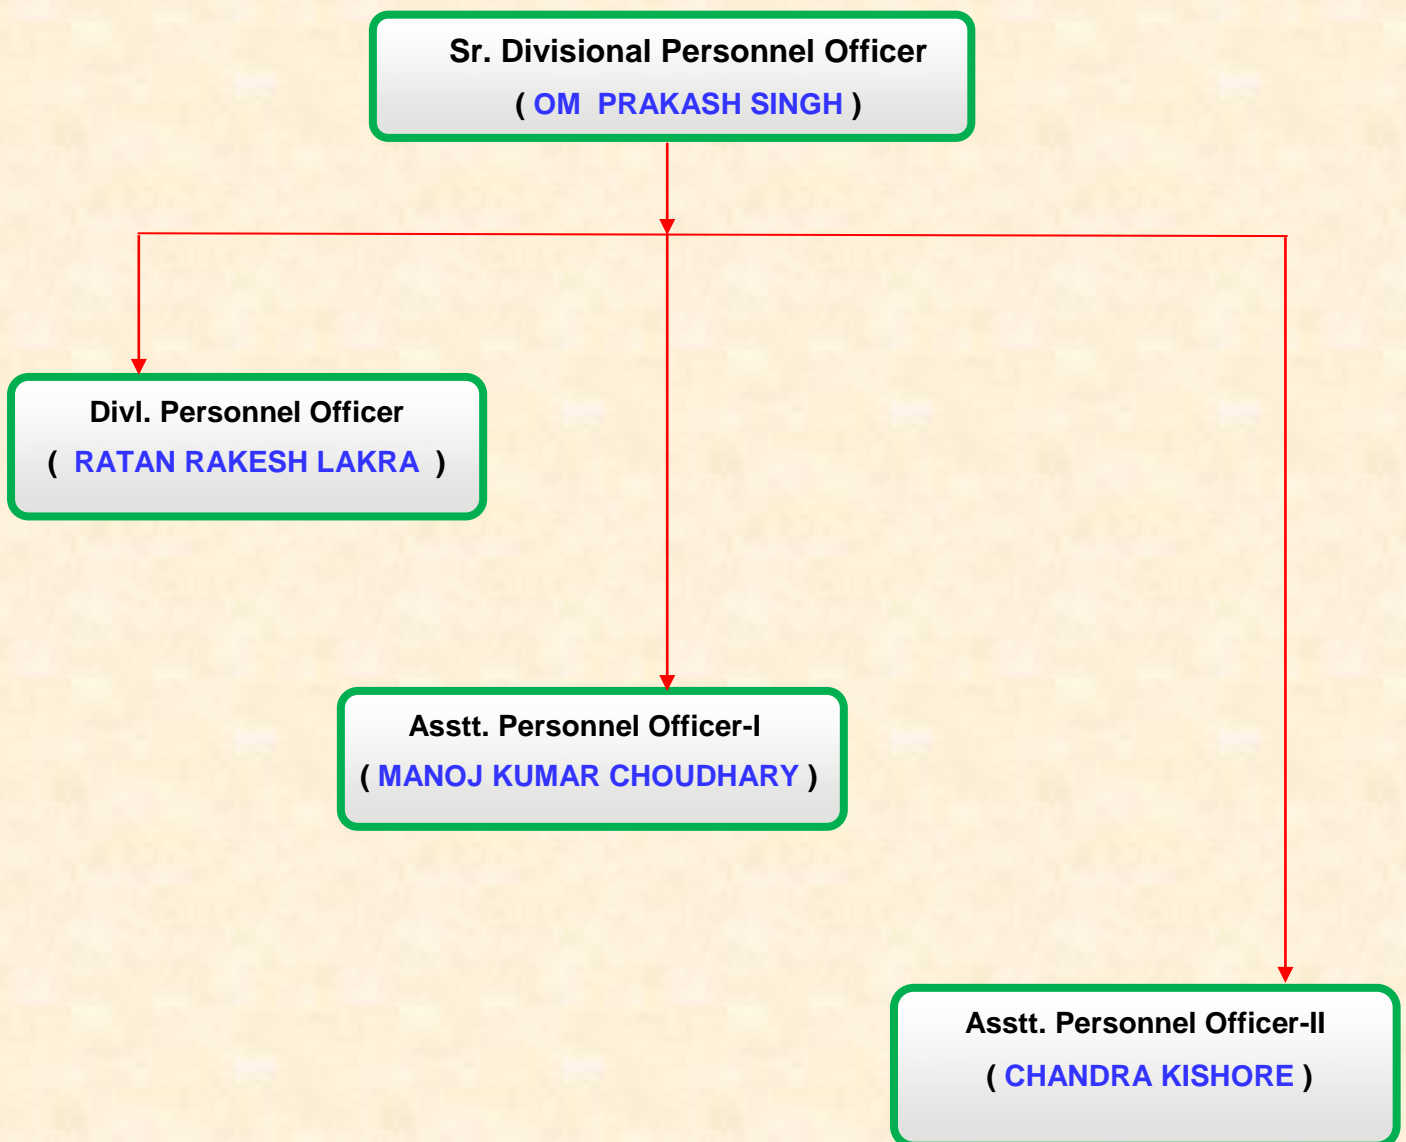 Sr. Divisional Personnel Officer
( OM PRAKASH SINGH )
Divl. Personnel Officer
( RATAN RAKESH LAKRA )
Asstt. Personnel Officer-I
( MANOJ KUMAR CHOUDHARY )
Asstt. Personnel Officer-II
( CHANDRA KISHORE )